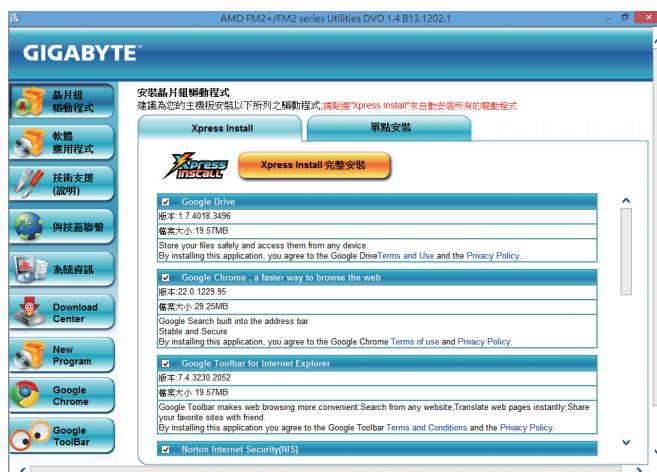 AMD FM2+/FM2 series Utilities DVD 1.4 B13.1202.1
GIGABYTE™
晶片組
驅動程式
軟體
應用程式
技術支援
(說明)
與技嘉聯繫
系統資訊
Download
Center
New
Program
Google
Chrome
Google
ToolBar
安裝晶片組驅動程式
建議為您的主機板安裝以下所列之驅動程式,請點選"Xpress Install"來自動安裝所有的驅動程式
Xpress Install
單點安裝
Xpress
Install
Xpress Install 完整安裝
Google Drive
版本:1.7.4018.3496
檔案大小:19.57MB
Store your files safely and access them from any device.
By installing this application, you agree to the Google DriveTerms and Use and the Privacy Policy.
Google Chrome , a faster way to browse the web
版本:22.0.1229.95
檔案大小:29.25MB
Google Search built into the address bar
Stable and Secure
By installing this application, you agree to the Google Chrome Terms of use and Privacy Policy.
Google Toolbar for Internet Explorer
版本:7.4.3230.2052
檔案大小:19.57MB
Google Toolbar makes web browsing more convenient:Search from any website;Translate web pages instantly;Share
your favorite sites with friend.
By installing this application you agree to the Google Toolbar Terms and Conditions and the Privacy Policy.
Norton Internet Security(NIS)